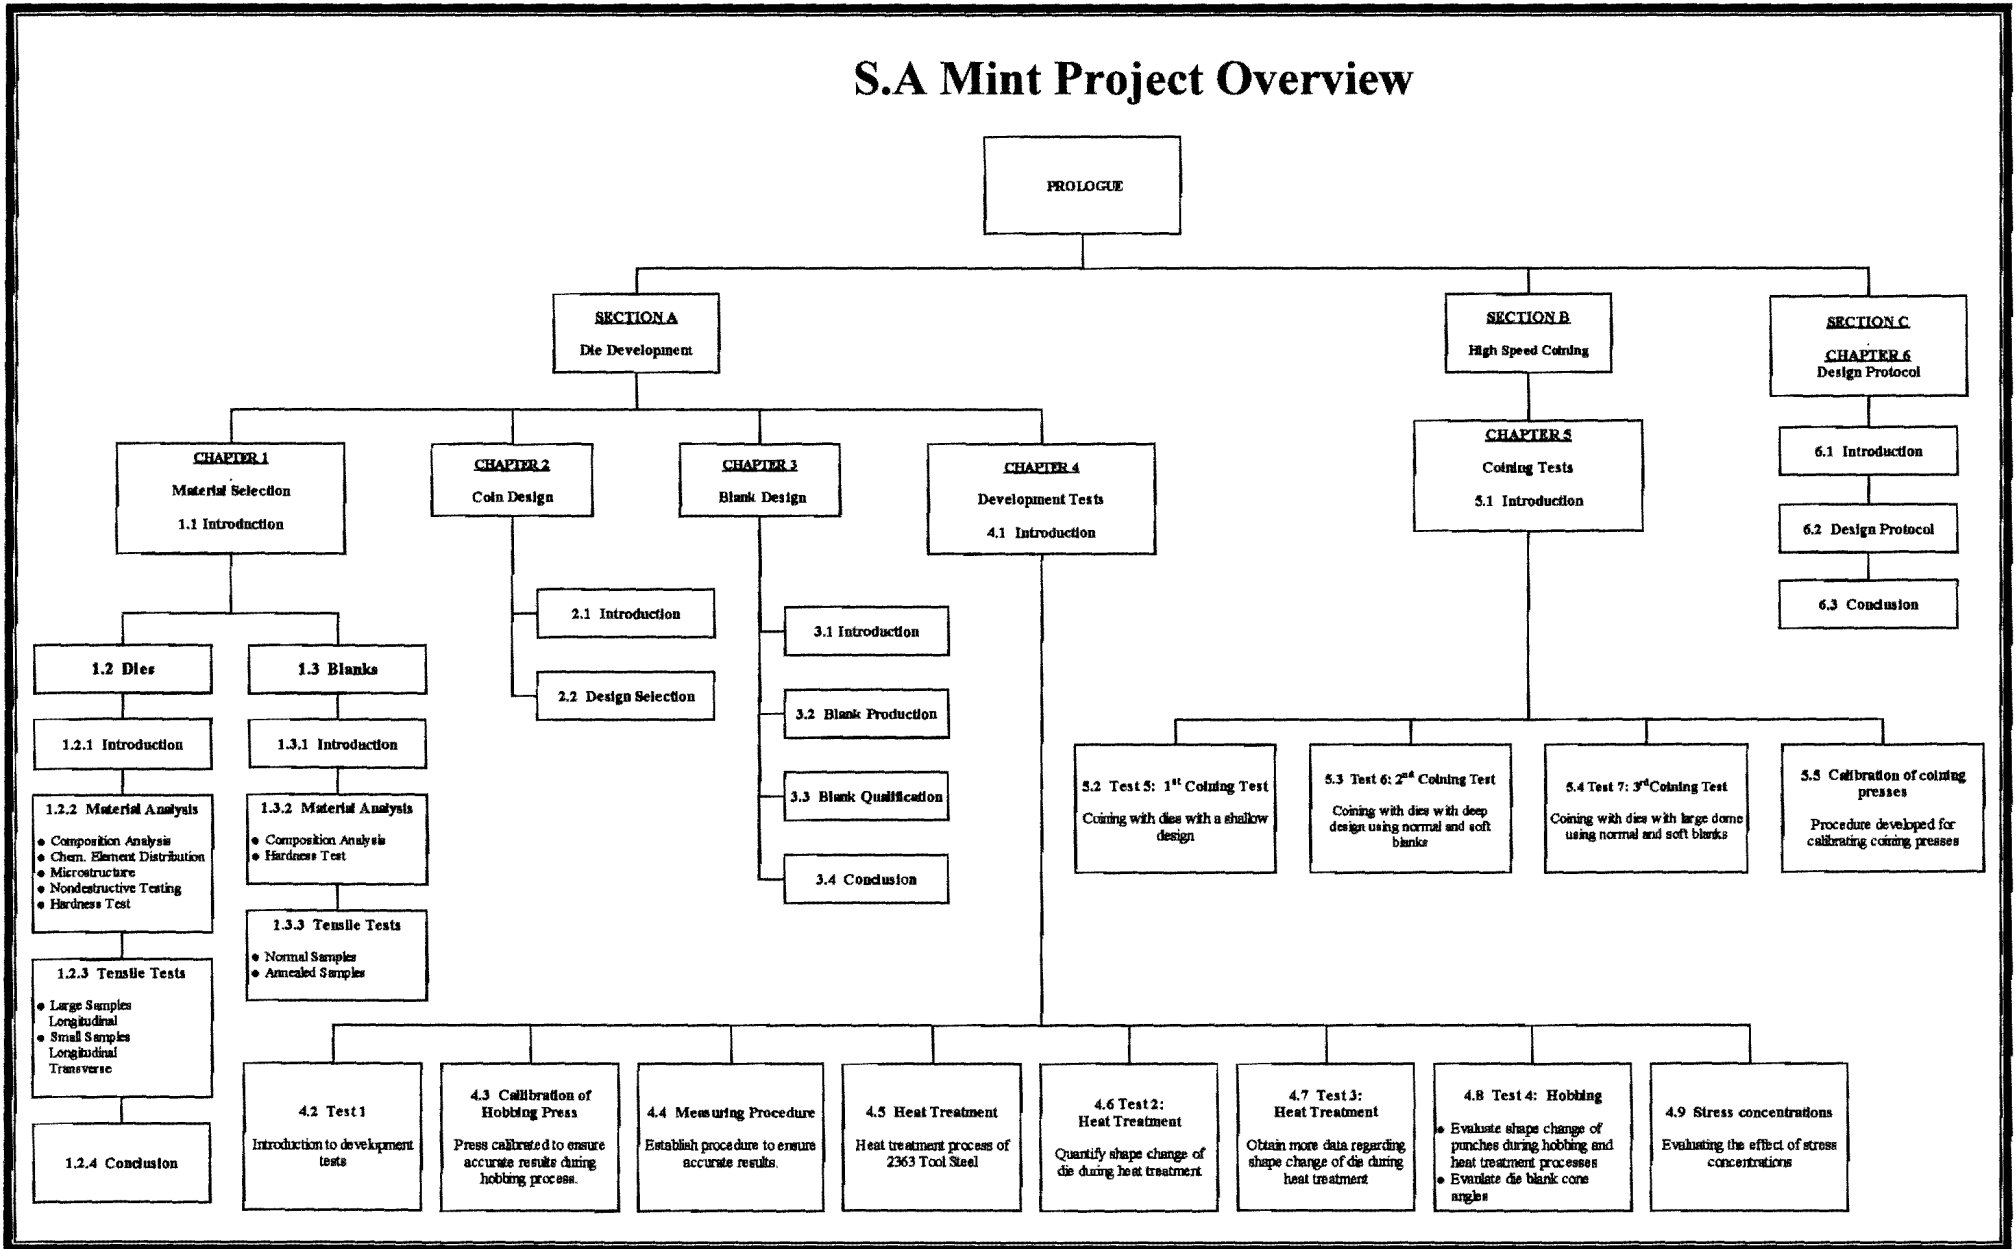 S.A Mint Project Overview
PROLOGUE
SECTION A
Die Development
SECTION B
High Speed Coining
SECTION C
CHAPTER 6
Design Protocol
CHAPTER 1
Material Selection
1.1 Introduction
CHAPTER 2
Coin Design
CHAPTER 3
Blank Design
CHAPTER 4
Development Tests
4.1 Introduction
CHAPTER 5
Coining Tests
5.1 Introduction
6.1 Introduction
6.2 Design Protocol
6.3 Conclusion
1.2 Dies
1.2.1 Introduction
1.2.2 Material Analysis
• Composition Analysis
• Chem. Element Distribution
• Microstructure
• Nondestructive Testing
• Hardness Test
1.2.3 Tensile Tests
• Large Samples
Longitudinal
• Small Samples
Longitudinal
Transverse
1.2.4 Conclusion
1.3 Blanks
1.3.1 Introduction
1.3.2 Material Analysis
• Composition Analysis
• Hardness Test
1.3.3 Tensile Tests
• Normal Samples
• Annealed Samples
2.1 Introduction
2.2 Design Selection
3.1 Introduction
3.2 Blank Production
3.3 Blank Qualification
3.4 Conclusion
5.2 Test 5: 1st Coining Test
Coining with dies with a shallow
design
5.3 Test 6: 2nd Coining Test
Coining with dies with deep
design using normal and soft
blanks
5.4 Test 7: 3rd Coining Test
Coining with dies with large dome
using normal and soft blanks
5.5 Calibration of coining
presses
Procedure developed for
calibrating coining presses
4.2 Test 1
Introduction to development
tests
4.3 Callibration of
Hobbing Press
Press calibrated to ensure
accurate results during
hobbing process.
4.4 Measuring Procedure
Establish procedure to ensure
accurate results.
4.5 Heat Treatment
Heat treatment process of
2363 Tool Steel
4.6 Test 2:
Heat Treatment
Quantify shape change of
die during heat treatment
4.7 Test 3:
Heat Treatment
Obtain more data regarding
shape change of die during
heat treatment
4.8 Test 4: Hobbing
• Evaluate shape change of
punches during hobbing and
heat treatment processes
• Evaulate die blank cone
angles
4.9 Stress concentrations
Evaluating the effect of stress
concentrations